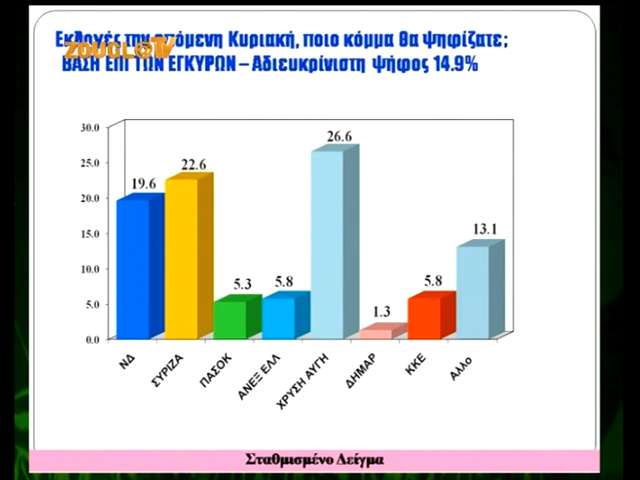 Εκλογές την επόμενη Κυριακή, ποιο κόμμα θα ψηφίζατε;
ZOUGLATV
ΒΑΣΗ ΕΠΙ ΤΩΝ ΕΓΚΥΡΩΝ – Αδιευκρίνιστη ψήφος 14.9%
30.0
25.0
20.0
15.0
10.0
5.0
0.0
19.6
22.6
5.3
5.8
26.6
1.3
5.8
13.1
ΝΔ
ΣΥΡΙΖΑ
ΠΑΣΟΚ
ΑΝΕΞ ΕΛΛ
ΧΡΥΣΗ ΑΥΓΗ
ΔΗΜΑΡ
ΚΚΕ
Αλλο
Σταθμισμένο Δείγμα